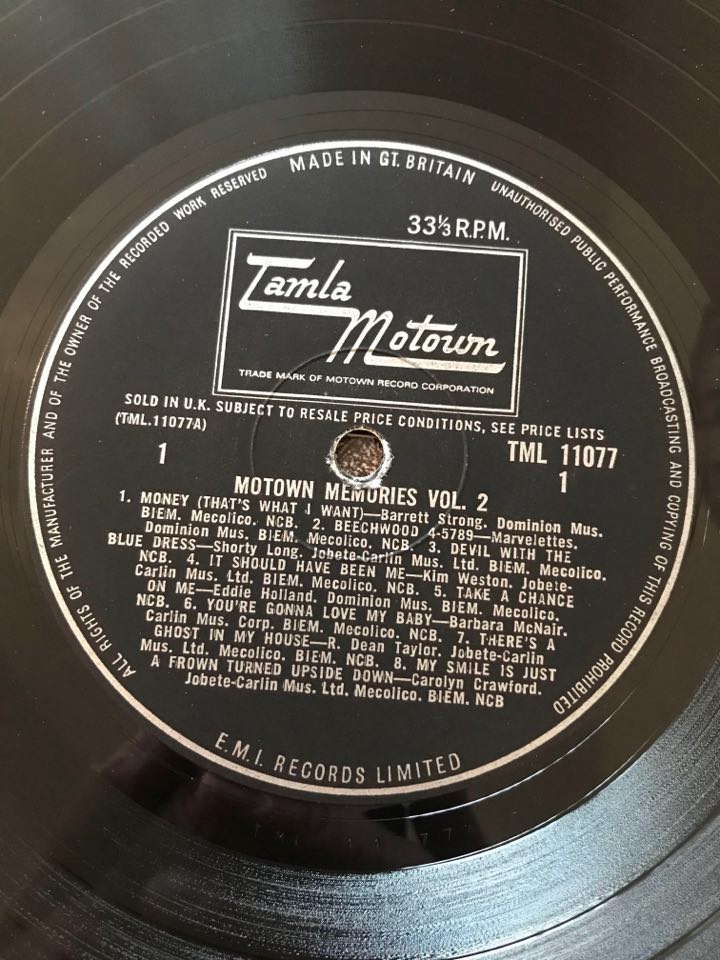 MADE IN GT. BRITAIN
UNAUTHORISED PUBLIC PERFORMANCE BROADCASTING AND COPYING OF THIS RECORD PROHIBITED
ALL RIGHTS OF THE MANUFACTURER AND OF THE OWNER OF THE RECORDED WORK RESERVED
33⅓ R.P.M.
Tamla
Motown
TRADE MARK OF MOTOWN RECORD CORPORATION
SOLD IN U.K. SUBJECT TO RESALE PRICE CONDITIONS, SEE PRICE LISTS
(TML.11077A)
TML 11077
1
1
MOTOWN MEMORIES VOL. 2
1. MONEY (THAT'S WHAT I WANT)—Barrett Strong. Dominion Mus.
BIEM. Mecolico. NCB. 2. BEECHWOOD 4-5789—Marvelettes.
Dominion Mus. BIEM. Mecolico. NCB. 3. DEVIL WITH THE
BLUE DRESS—Shorty Long. Jobete-Carlin Mus. Ltd. BIEM. Mecolico.
NCB. 4. IT SHOULD HAVE BEEN ME—Kim Weston. Jobete-
Carlin Mus. Ltd. BIEM. Mecolico. NCB. 5. TAKE A CHANCE
ON ME—Eddie Holland. Dominion Mus. BIEM. Mecolico.
NCB. 6. YOU'RE GONNA LOVE MY BABY—Barbara McNair.
Carlin Mus. Corp. BIEM. Mecolico. NCB. 7. THERE'S A
GHOST IN MY HOUSE—R. Dean Taylor. Jobete-Carlin
Mus. Ltd. Mecolico. BIEM. NCB. 8. MY SMILE IS JUST
A FROWN TURNED UPSIDE DOWN—Carolyn Crawford.
Jobete-Carlin Mus. Ltd. Mecolico. BIEM. NCB
E.M.I. RECORDS LIMITED